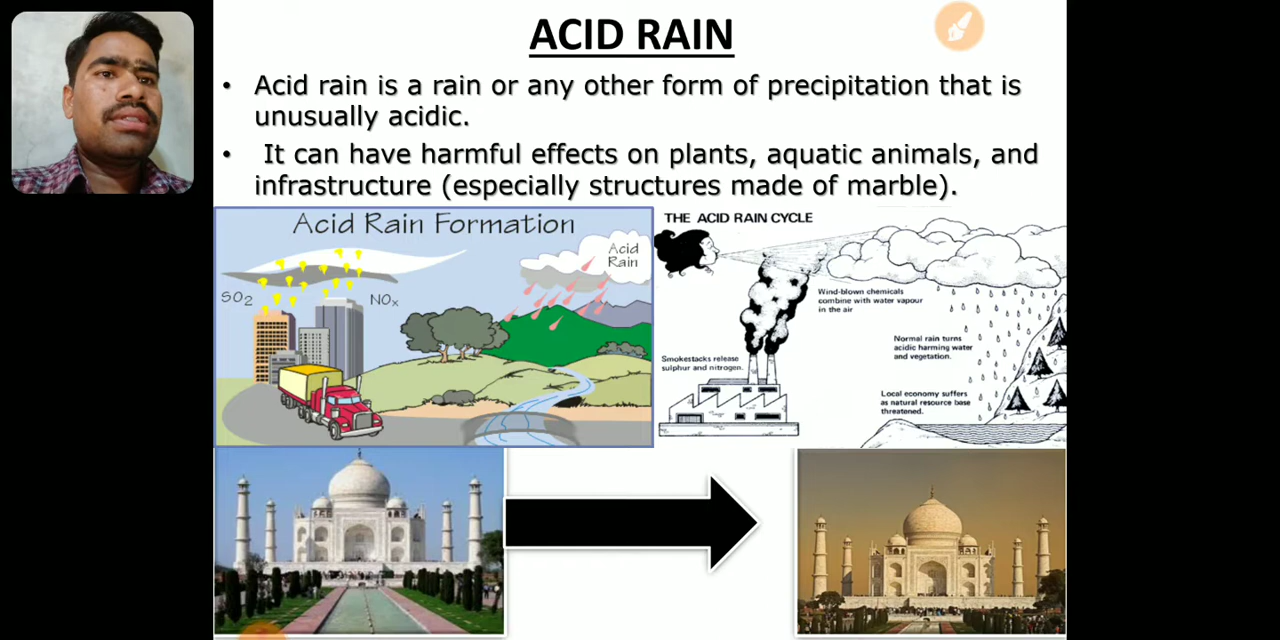 ACID RAIN
• Acid rain is a rain or any other form of precipitation that is
unusually acidic.
• It can have harmful effects on plants, aquatic animals, and
infrastructure (especially structures made of marble).
Acid Rain Formation
SO2
NOx
Acid
Rain
THE ACID RAIN CYCLE
Wind-blown chemicals
combine with water vapour
in the air
Normal rain turns
acidic harming water
and vegetation.
Smokestacks release
sulphur and nitrogen.
Local economy suffers
as natural resource base
threatened.